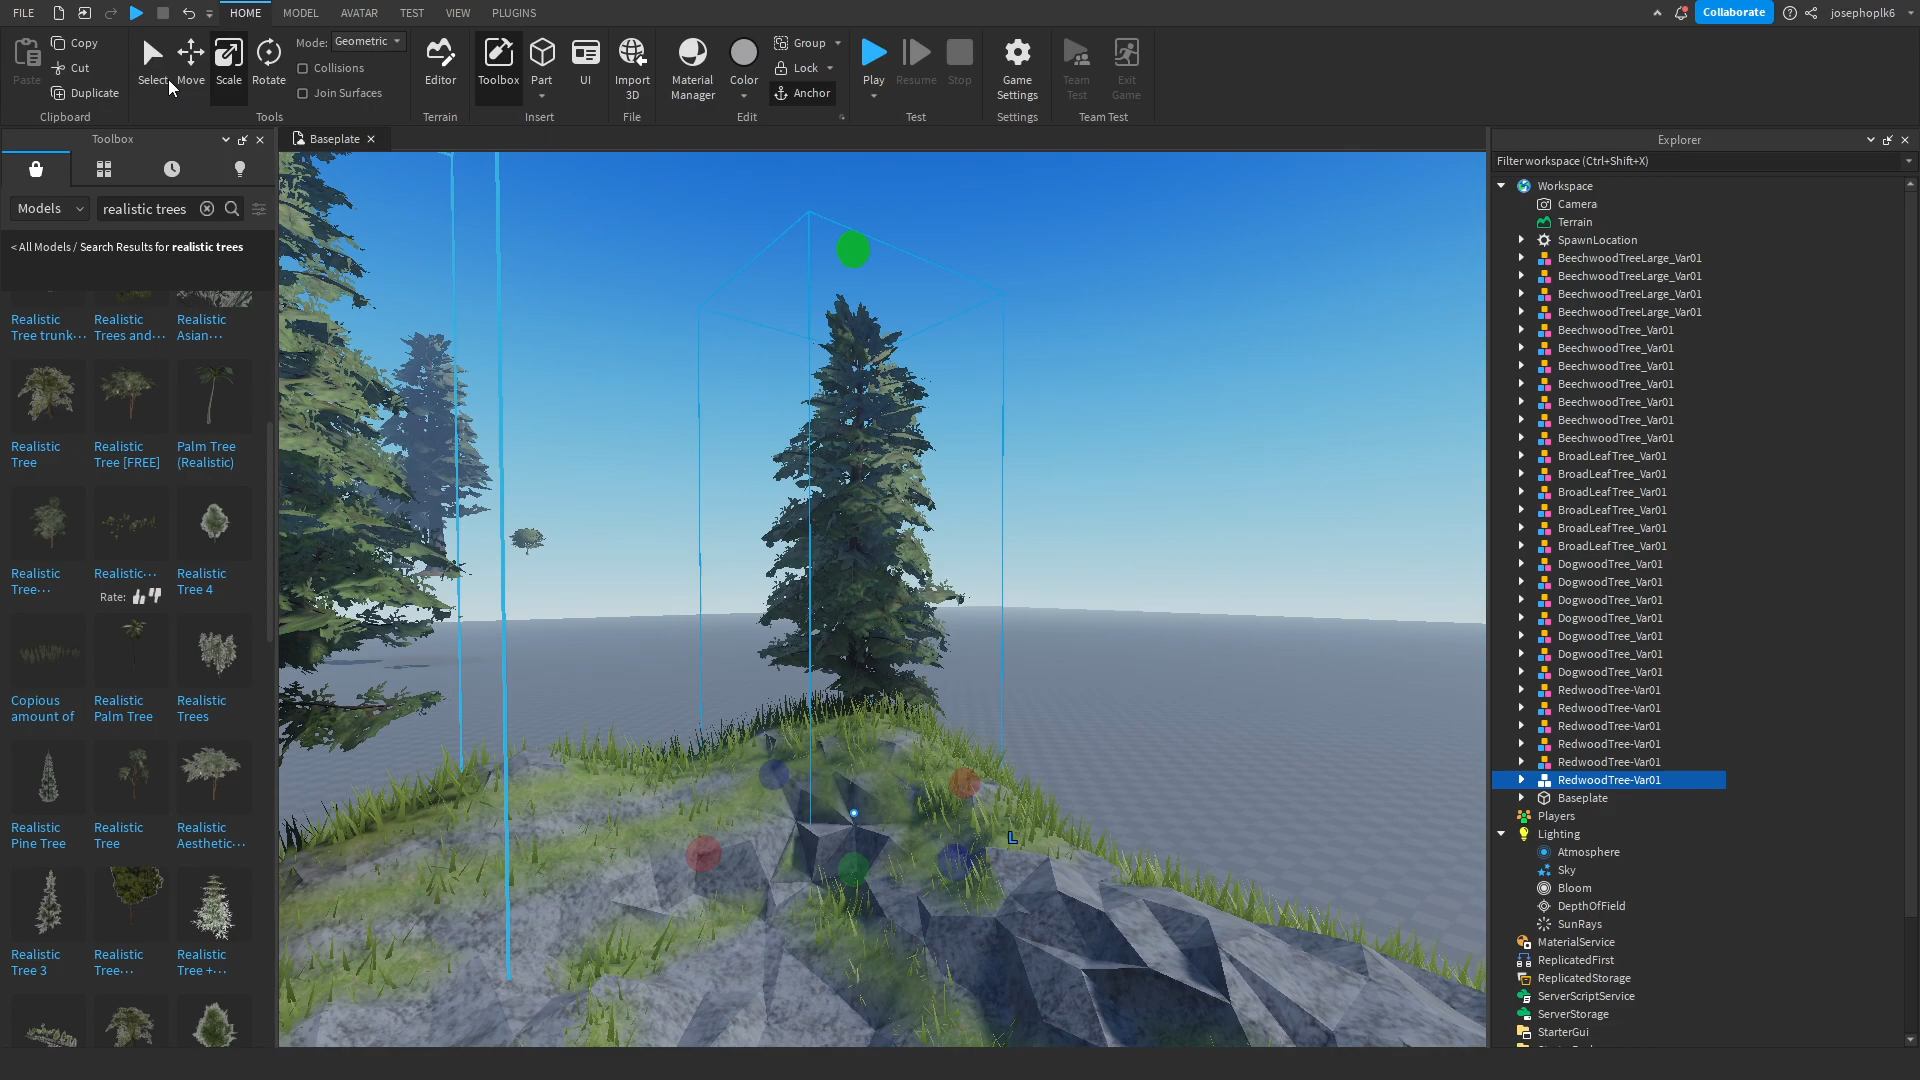 FILE HOME MODEL AVATAR TEST VIEW PLUGINS Collaborate josephoplk6
Paste Copy Cut Duplicate
Clipboard
Select Move Scale Rotate
Mode: Geometric
Collisions
Join Surfaces
Tools
Editor
Terrain
Toolbox Part UI
Insert
Import 3D
File
Material Manager Color
Group
Lock
Anchor
Edit
Play Resume Stop
Test
Game Settings
Settings
Team Test Exit Game
Team Test
Toolbox
Models realistic trees
< All Models / Search Results for realistic trees
Realistic Tree trunk···
Realistic Trees and···
Realistic Asian···
Realistic Tree
Realistic Tree [FREE]
Palm Tree (Realistic)
Realistic Tree···
Realistic···
Rate:
Realistic Tree 4
Copious amount of
Realistic Palm Tree
Realistic Trees
Realistic Pine Tree
Realistic Tree
Realistic Aesthetic···
Realistic Tree 3
Realistic Tree···
Realistic Tree +···
Baseplate
L
Explorer
Filter workspace (Ctrl+Shift+X)
Workspace
Camera
Terrain
SpawnLocation
BeechwoodTreeLarge_Var01
BeechwoodTreeLarge_Var01
BeechwoodTreeLarge_Var01
BeechwoodTreeLarge_Var01
BeechwoodTree_Var01
BeechwoodTree_Var01
BeechwoodTree_Var01
BeechwoodTree_Var01
BeechwoodTree_Var01
BeechwoodTree_Var01
BeechwoodTree_Var01
BroadLeafTree_Var01
BroadLeafTree_Var01
BroadLeafTree_Var01
BroadLeafTree_Var01
BroadLeafTree_Var01
BroadLeafTree_Var01
DogwoodTree_Var01
DogwoodTree_Var01
DogwoodTree_Var01
DogwoodTree_Var01
DogwoodTree_Var01
DogwoodTree_Var01
DogwoodTree_Var01
RedwoodTree-Var01
RedwoodTree-Var01
RedwoodTree-Var01
RedwoodTree-Var01
RedwoodTree-Var01
RedwoodTree-Var01
Baseplate
Players
Lighting
Atmosphere
Sky
Bloom
DepthOfField
SunRays
MaterialService
ReplicatedFirst
ReplicatedStorage
ServerScriptService
ServerStorage
StarterGui